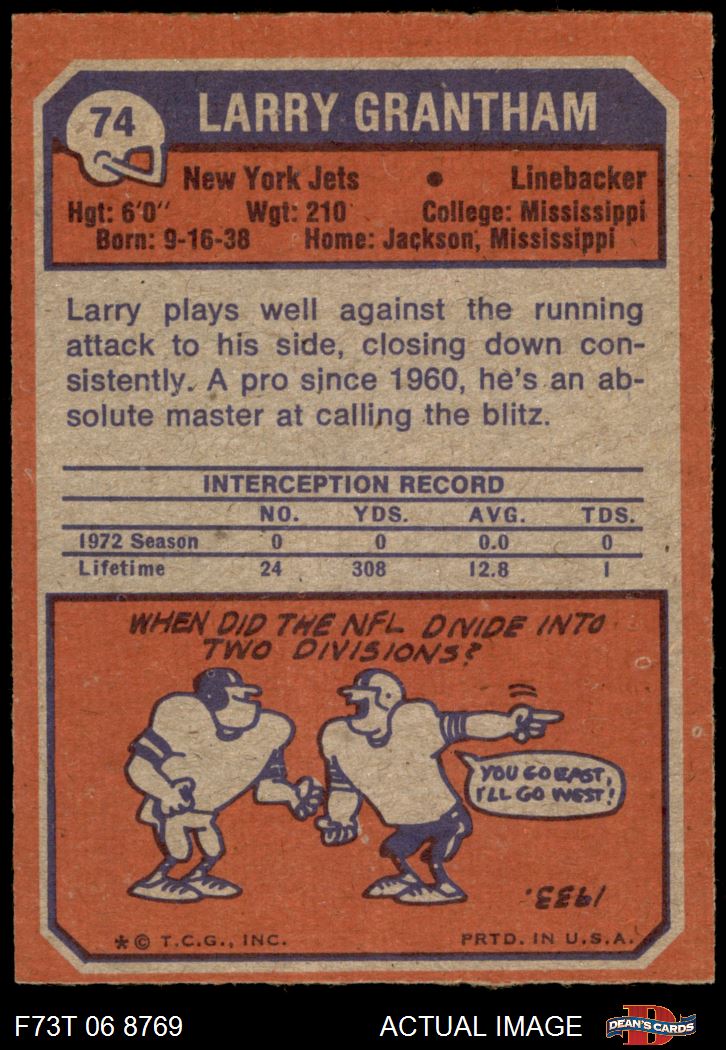 74
LARRY GRANTHAM
New York Jets • Linebacker
Hgt: 6'0" Wgt: 210 College: Mississippi
Born: 9-16-38 Home: Jackson, Mississippi
Larry plays well against the running
attack to his side, closing down con-
sistently. A pro since 1960, he's an ab-
solute master at calling the blitz.
INTERCEPTION RECORD
NO. YDS. AVG. TDS.
1972 Season 0 0 0.0 0
Lifetime 24 308 12.8 1
WHEN DID THE NFL DIVIDE INTO
TWO DIVISIONS?
YOU GO EAST,
I'LL GO WEST!
1933.
* © T.C.G., INC. PRTD. IN U.S.A.
F73T 06 8769 ACTUAL IMAGE D DEAN'S CARDS